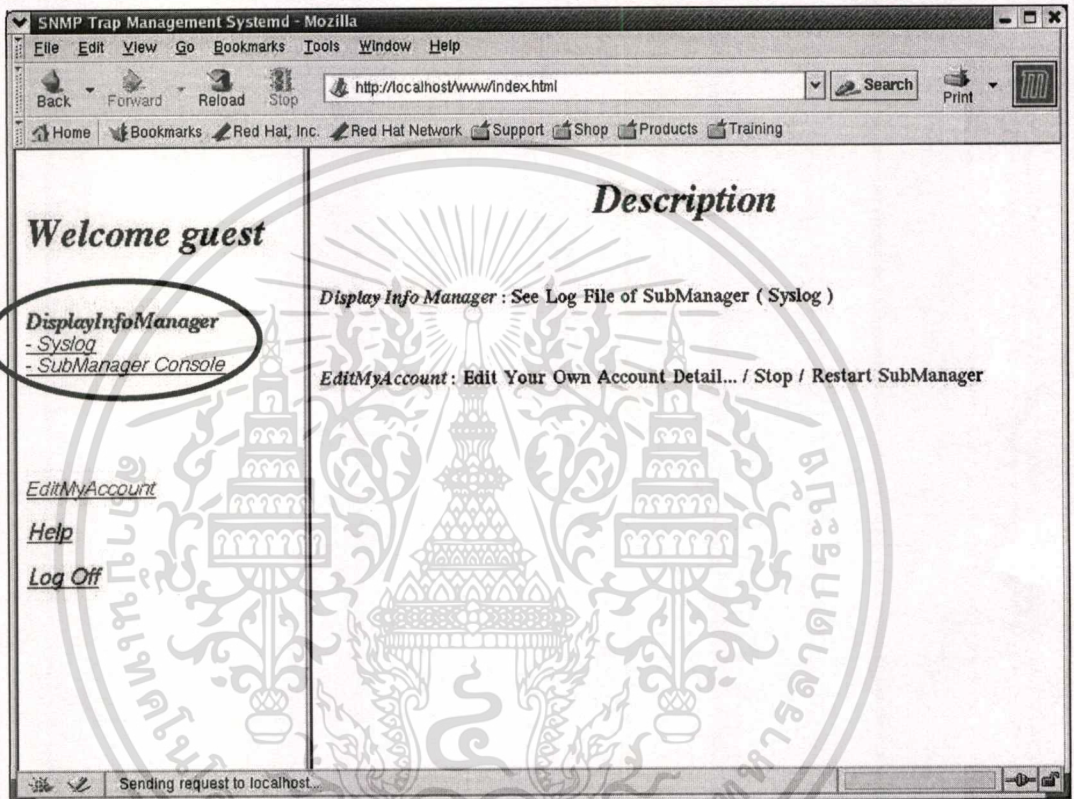 SNMP Trap Management Systemd - Mozilla
File Edit View Go Bookmarks Tools Window Help
Back Forward Reload Stop http://localhost/www/index.html Search Print
Home Bookmarks Red Hat, Inc. Red Hat Network Support Shop Products Training
Welcome guest
DisplayInfoManager
- Syslog
- SubManager Console
EditMyAccount
Help
Log Off
Description
Display Info Manager : See Log File of SubManager ( Syslog )
EditMyAccount : Edit Your Own Account Detail... / Stop / Restart SubManager
Sending request to localhost...